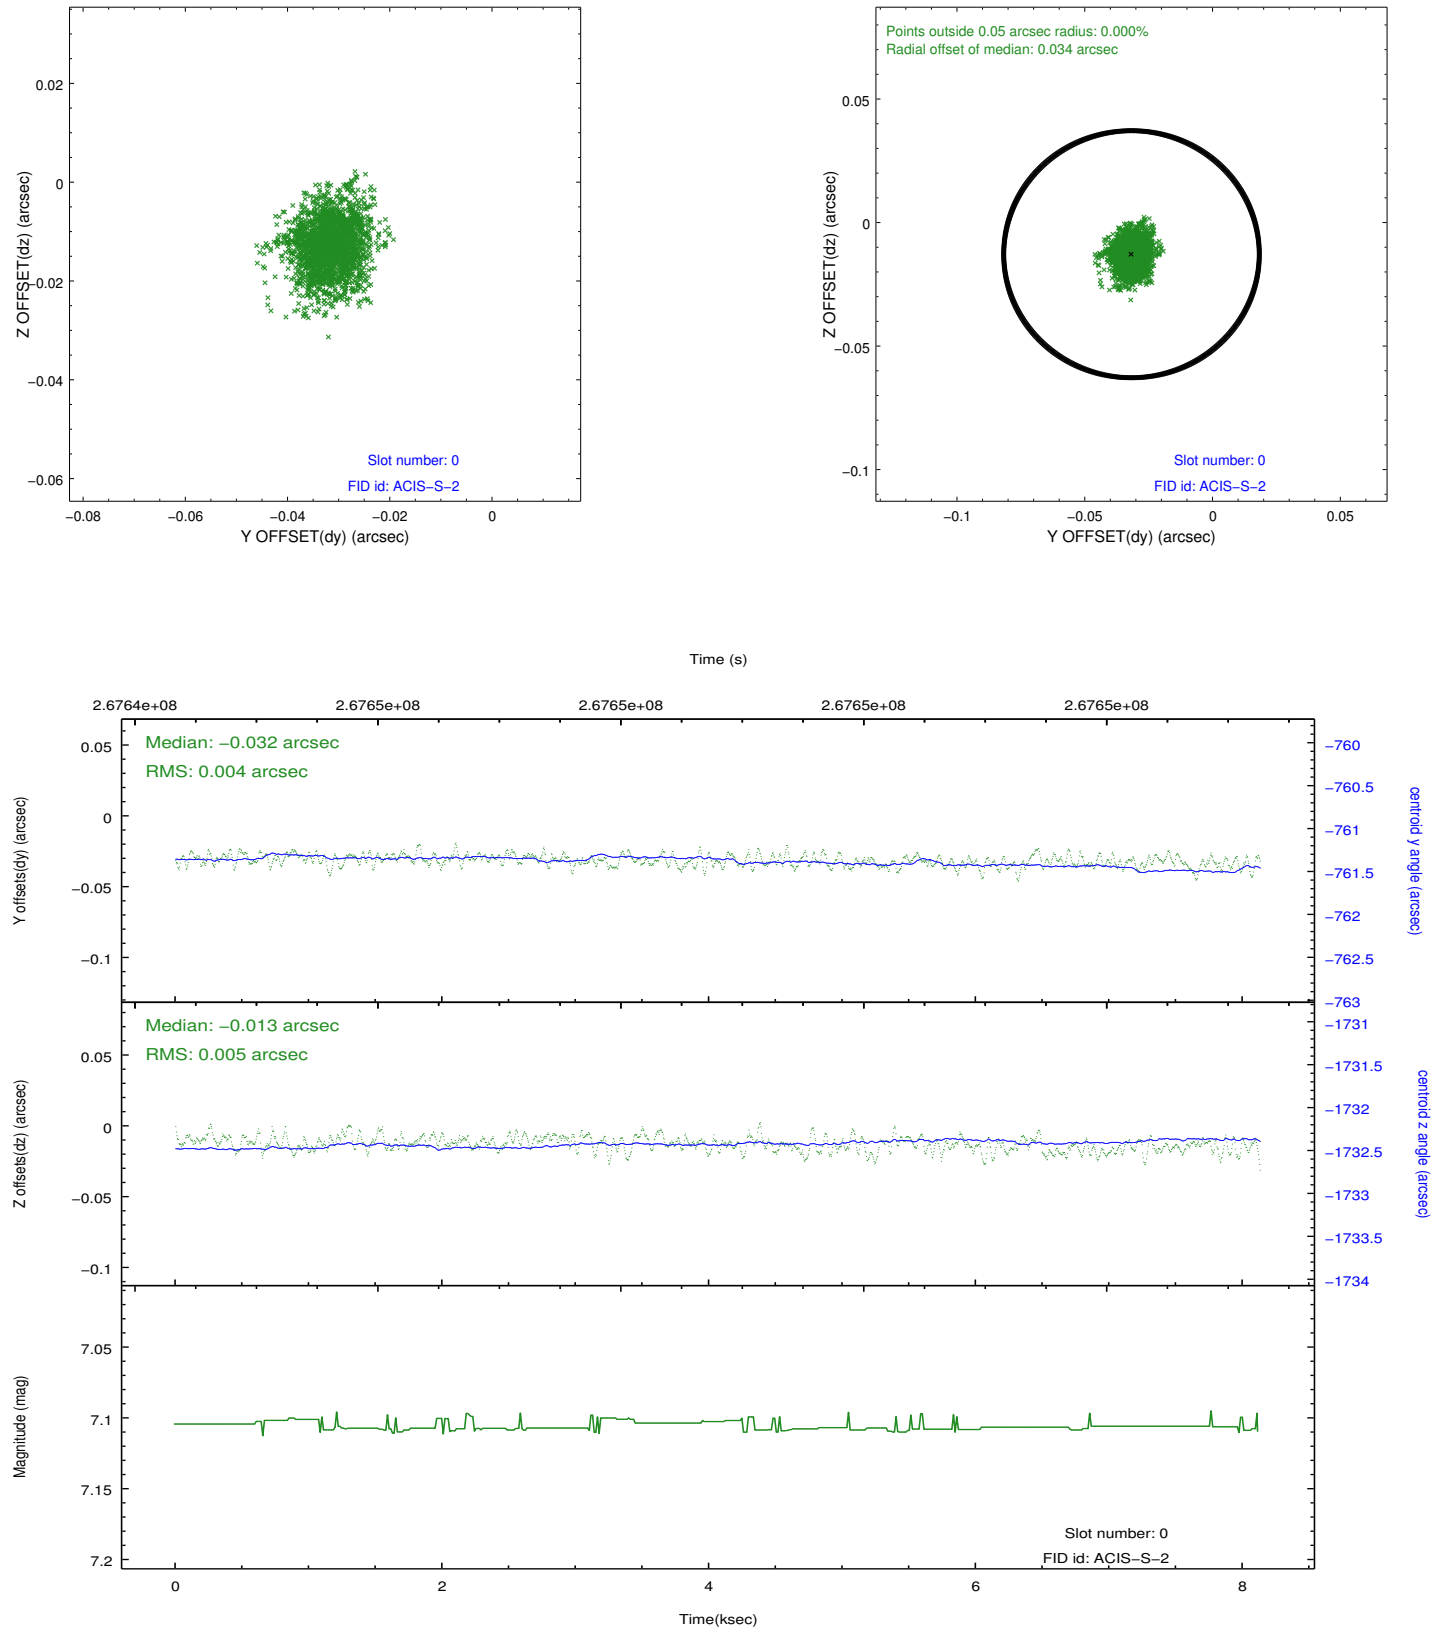 0.02
0
−0.02
−0.04
−0.06
Z OFFSET(dz) (arcsec)
Slot number: 0
FID id: ACIS−S−2
−0.08
−0.06
−0.04
−0.02
0
Y OFFSET(dy) (arcsec)
Points outside 0.05 arcsec radius: 0.000%
Radial offset of median: 0.034 arcsec
0.05
0
−0.05
−0.1
Z OFFSET(dz) (arcsec)
Slot number: 0
FID id: ACIS−S−2
−0.1
−0.05
0
0.05
Y OFFSET(dy) (arcsec)
Time (s)
2.6764e+08
2.6765e+08
2.6765e+08
2.6765e+08
2.6765e+08
Median: −0.032 arcsec
RMS: 0.004 arcsec
0.05
0
−0.05
−0.1
Y offsets(dy) (arcsec)
−760
−760.5
−761
−761.5
−762
−762.5
−763
centroid y angle (arcsec)
Median: −0.013 arcsec
RMS: 0.005 arcsec
0.05
0
−0.05
−0.1
Z offsets(dz) (arcsec)
−1731
−1731.5
−1732
−1732.5
−1733
−1733.5
−1734
centroid z angle (arcsec)
7.05
7.1
7.15
7.2
Magnitude (mag)
Slot number: 0
FID id: ACIS−S−2
0
2
4
6
8
Time(ksec)